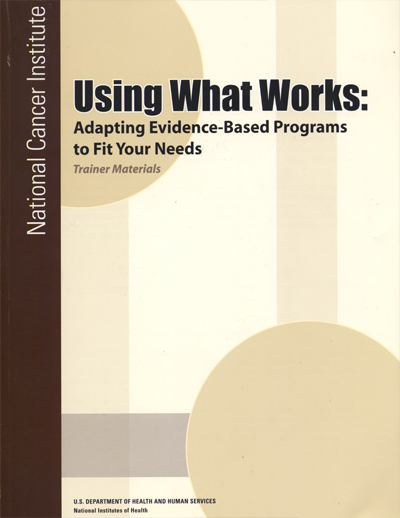 National Cancer Institute
Using What Works:
Adapting Evidence-Based Programs
to Fit Your Needs
Trainer Materials
U.S. DEPARTMENT OF HEALTH AND HUMAN SERVICES
National Institutes of Health